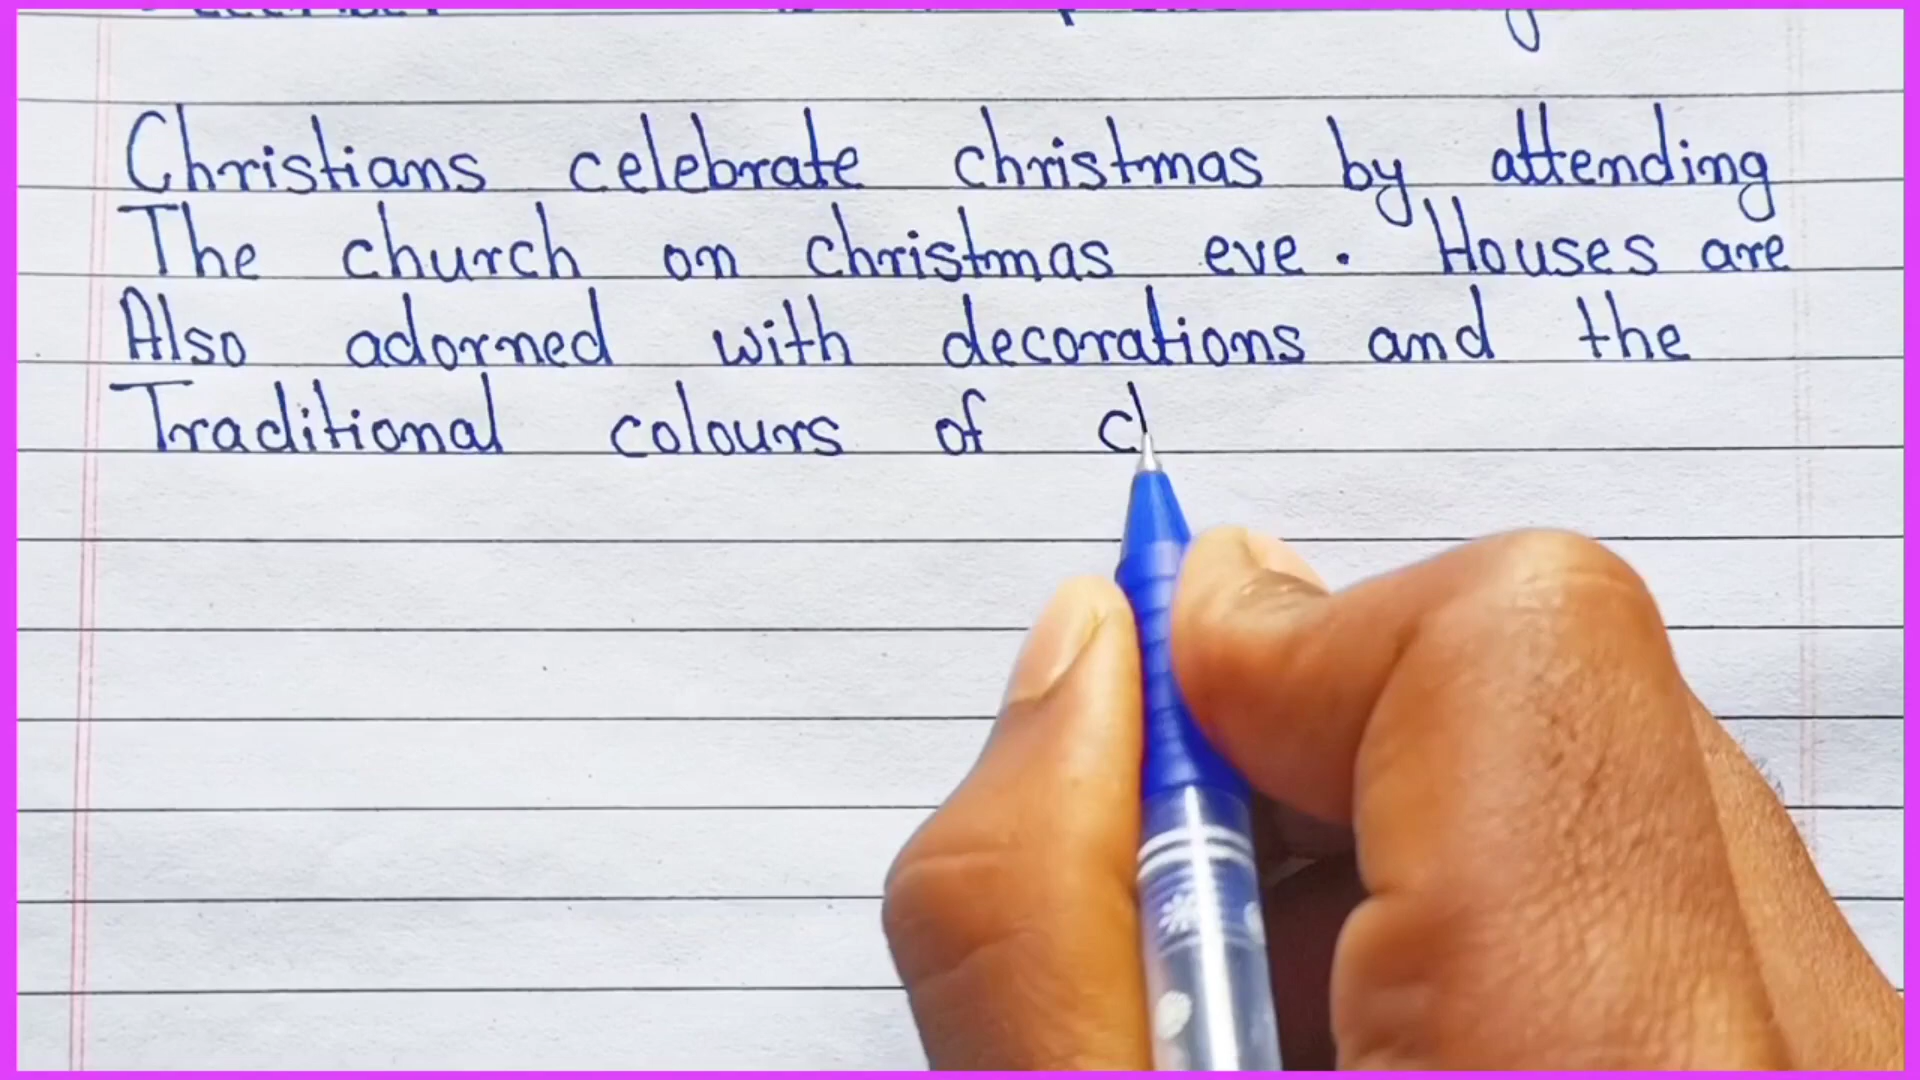 Christians celebrate christmas by attending
The church on christmas eve. Houses are
Also adorned with decorations and the
Traditional colours of